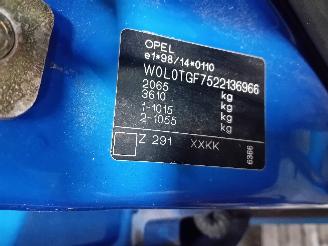 OPEL
e1*98/14*0110
W0L0TGF7522136966
2065 kg
3610 kg
1-1015 kg
2-1055 kg
Z 291 XXKK
6366